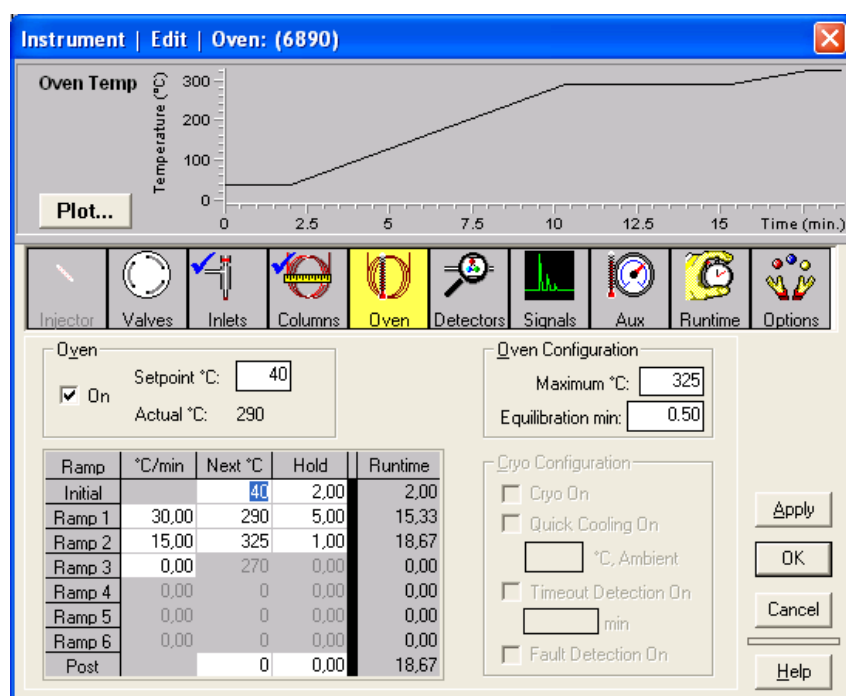 Instrument | Edit | Oven: (6890)
Oven Temp
Temperature (°C)
300
200
100
0
Plot...
0 2.5 5 7.5 10 12.5 15 Time (min.)
Injector Valves Inlets Columns Oven Detectors Signals Aux Runtime Options
Oven
On
Setpoint °C: 40
Actual °C: 290
Oven Configuration
Maximum °C: 325
Equilibration min: 0.50
Ramp °C/min Next °C Hold Runtime
Initial 40 2,00 2,00
Ramp 1 30,00 290 5,00 15,33
Ramp 2 15,00 325 1,00 18,67
Ramp 3 0,00 270 0,00 0,00
Ramp 4 0,00 0 0,00 0,00
Ramp 5 0,00 0 0,00 0,00
Ramp 6 0,00 0 0,00 0,00
Post 0 0,00 18,67
Cryo Configuration
Cryo On
Quick Cooling On
°C, Ambient
Timeout Detection On
min
Fault Detection On
Apply
OK
Cancel
Help